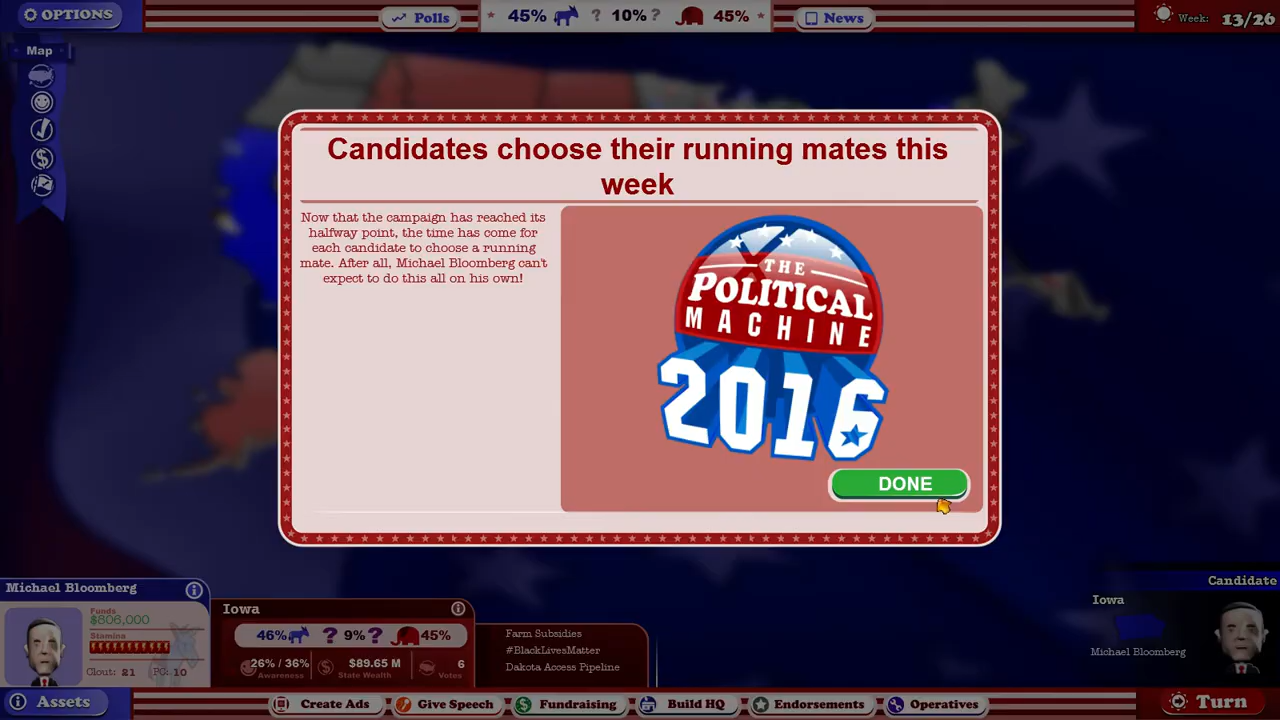 OPTIONS
Polls
45% ? 10% ? 45%
News
Week: 13/26
Map
Candidates choose their running mates this
week
Now that the campaign has reached its
halfway point, the time has come for
each candidate to choose a running
mate. After all, Michael Bloomberg can't
expect to do this all on his own!
THE
POLITICAL
MACHINE
2016
DONE
Michael Bloomberg
Funds
$806,000
Stamina
Clout: 21 PC: 10
Iowa
46% ? 9% ? 45%
26% / 36% $89.65 M 6
Awareness State Wealth Votes
Farm Subsidies
#BlackLivesMatter
Dakota Access Pipeline
Candidate
Iowa
Michael Bloomberg
Assets
Create Ads
Give Speech
Fundraising
Build HQ
Endorsements
Operatives
Turn